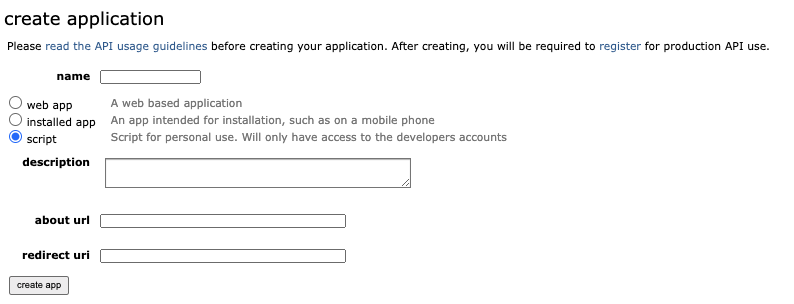 create application
Please read the API usage guidelines before creating your application. After creating, you will be required to register for production API use.
name
web app A web based application
installed app An app intended for installation, such as on a mobile phone
script Script for personal use. Will only have access to the developers accounts
description
about url
redirect uri
create app